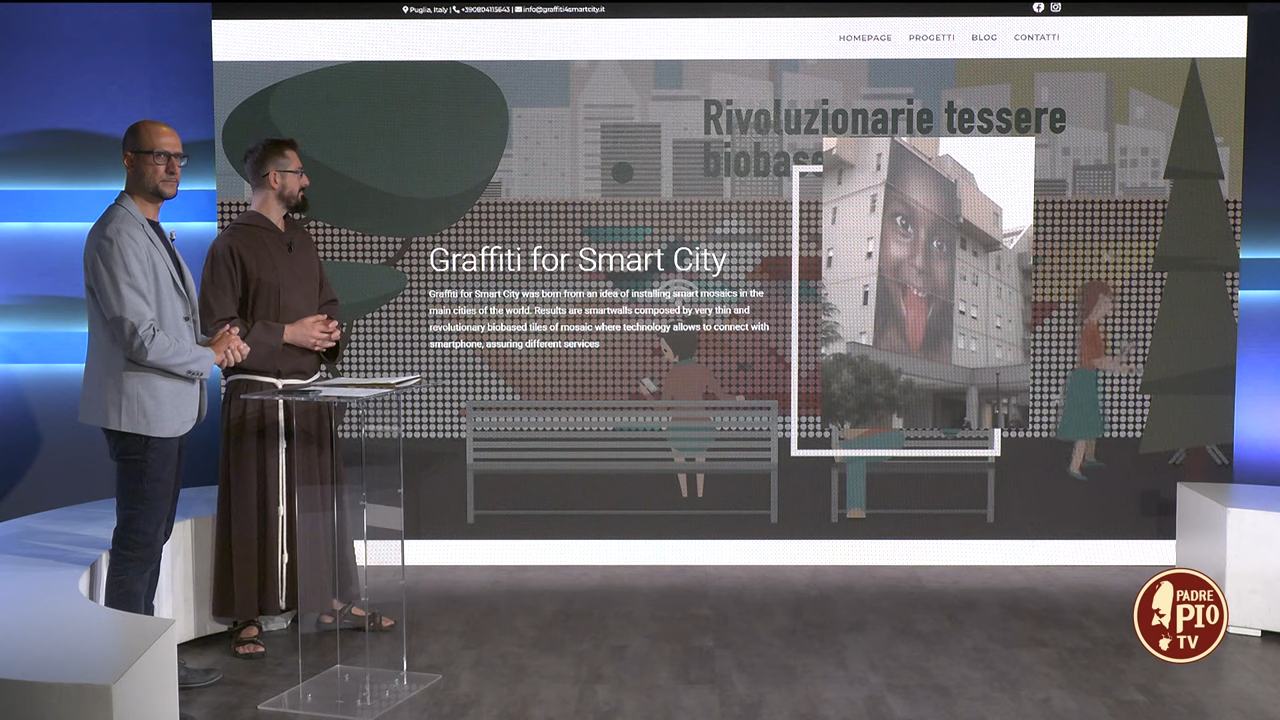 Puglia, Italy | +390804115643 | info@graffiti4smartcity.it
HOMEPAGE PROGETTI BLOG CONTATTI
Rivoluzionarie tessere
Graffiti for Smart City
Graffiti for Smart City was born from an idea of installing smart mosaics in the
main cities of the world. Results are smartwalls composed by very thin and
revolutionary biobased tiles of mosaic where technology allows to connect with
smartphone, assuring different services
PADRE
PIO
TV